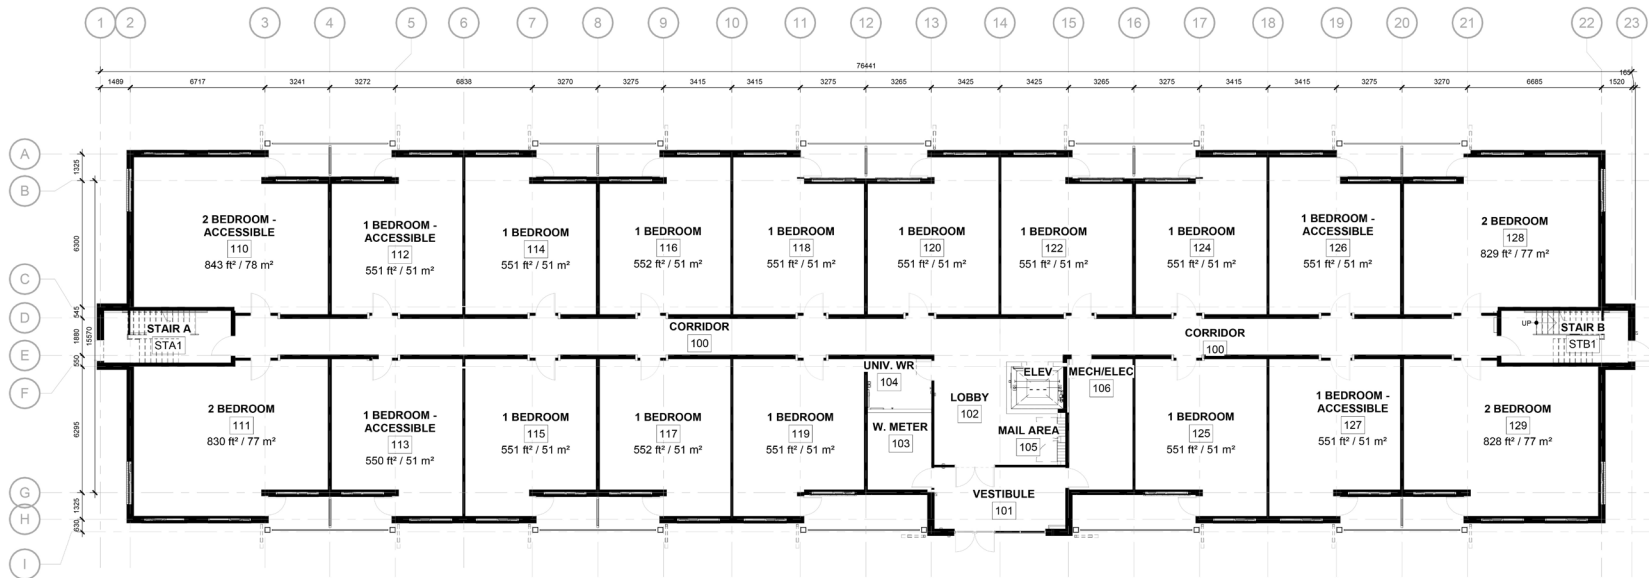 1 2 3 4 5 6 7 8 9 10 11 12 13 14 15 16 17 18 19 20 21 22 23
76441
165
1489 6717 3241 3272 6838 3270 3275 3415 3415 3275 3265 3425 3425 3265 3275 3415 3415 3275 3270 6685 1520
A
B
C
D
E
F
G
H
I
1325
6300
545
1880
550
6295
1325
630
15570
2 BEDROOM -
ACCESSIBLE
110
843 ft² / 78 m²
1 BEDROOM -
ACCESSIBLE
112
551 ft² / 51 m²
1 BEDROOM
114
551 ft² / 51 m²
1 BEDROOM
116
552 ft² / 51 m²
1 BEDROOM
118
551 ft² / 51 m²
1 BEDROOM
120
551 ft² / 51 m²
1 BEDROOM
122
551 ft² / 51 m²
1 BEDROOM
124
551 ft² / 51 m²
1 BEDROOM -
ACCESSIBLE
126
551 ft² / 51 m²
2 BEDROOM
128
829 ft² / 77 m²
STAIR A
STA1
CORRIDOR
100
CORRIDOR
100
UP
STAIR B
STB1
2 BEDROOM
111
830 ft² / 77 m²
1 BEDROOM -
ACCESSIBLE
113
550 ft² / 51 m²
1 BEDROOM
115
551 ft² / 51 m²
1 BEDROOM
117
552 ft² / 51 m²
1 BEDROOM
119
551 ft² / 51 m²
UNIV. WR
104
W. METER
103
LOBBY
102
ELEV
MAIL AREA
105
MECH/ELEC
106
VESTIBULE
101
1 BEDROOM
125
551 ft² / 51 m²
1 BEDROOM -
ACCESSIBLE
127
551 ft² / 51 m²
2 BEDROOM
129
828 ft² / 77 m²